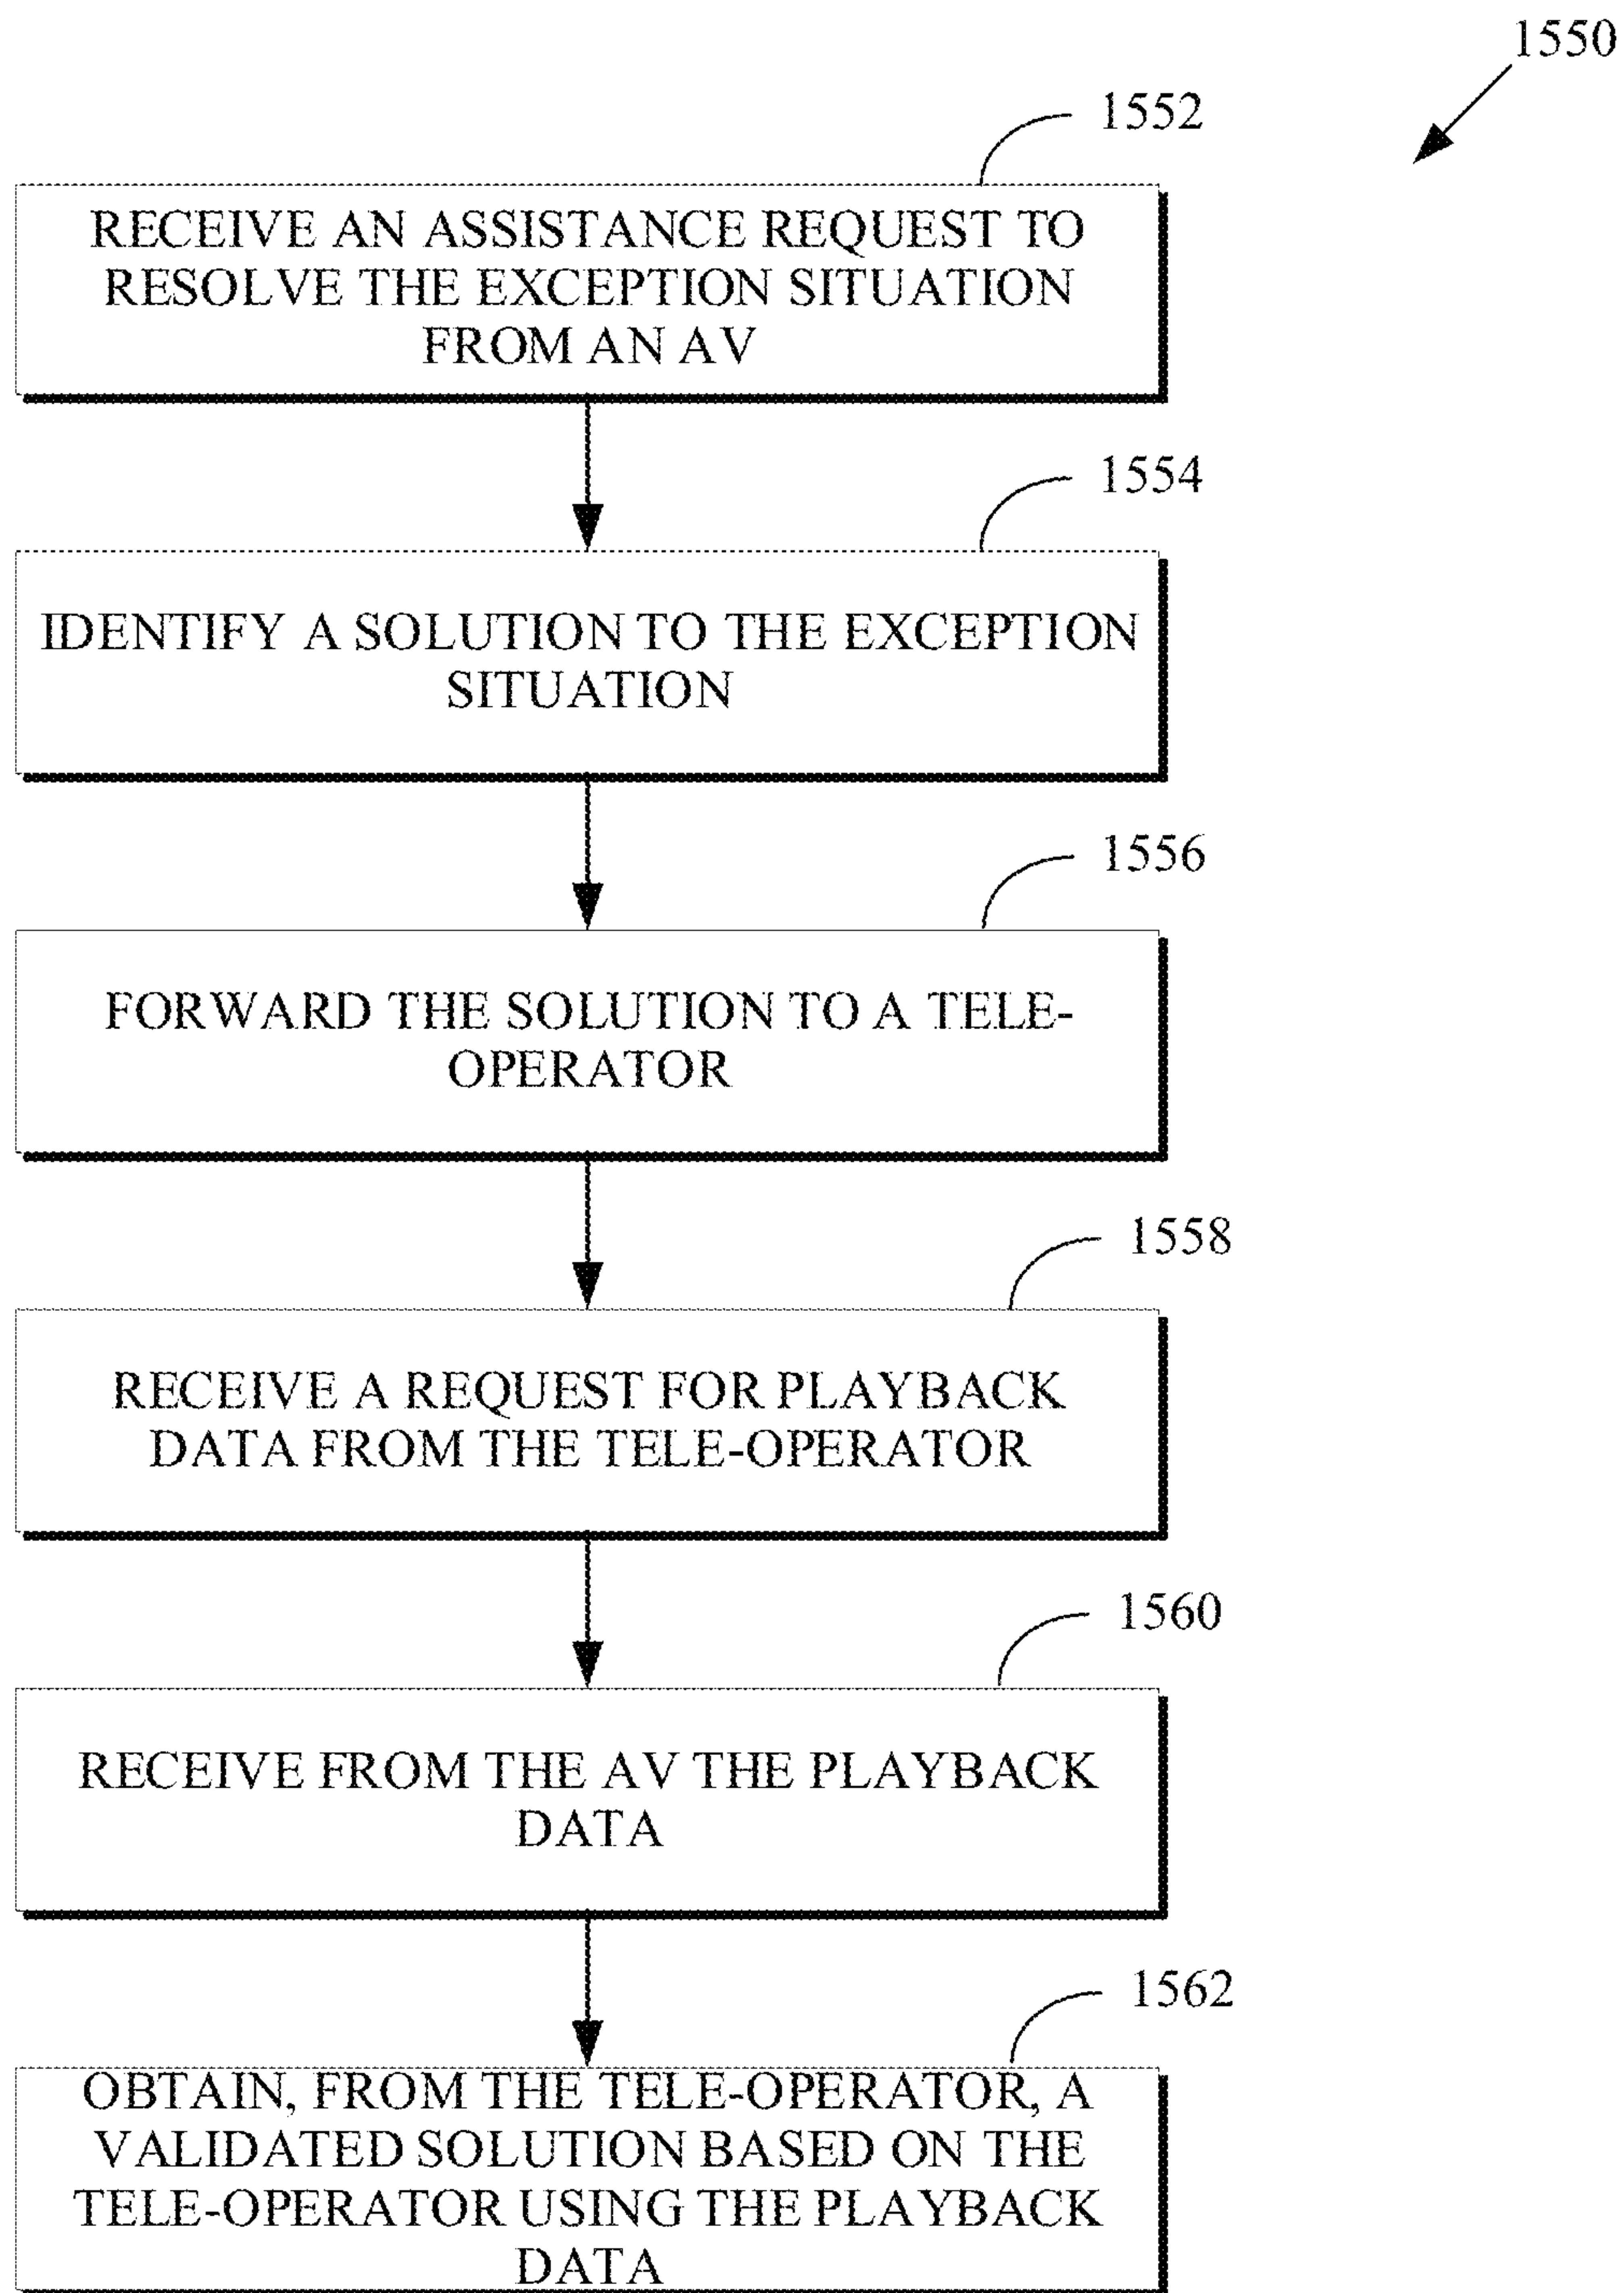 1550
1552
RECEIVE AN ASSISTANCE REQUEST TO
RESOLVE THE EXCEPTION SITUATION
FROM AN AV
1554
IDENTIFY A SOLUTION TO THE EXCEPTION
SITUATION
1556
FORWARD THE SOLUTION TO A TELE-
OPERATOR
1558
RECEIVE A REQUEST FOR PLAYBACK
DATA FROM THE TELE-OPERATOR
1560
RECEIVE FROM THE AV THE PLAYBACK
DATA
1562
OBTAIN, FROM THE TELE-OPERATOR, A
VALIDATED SOLUTION BASED ON THE
TELE-OPERATOR USING THE PLAYBACK
DATA